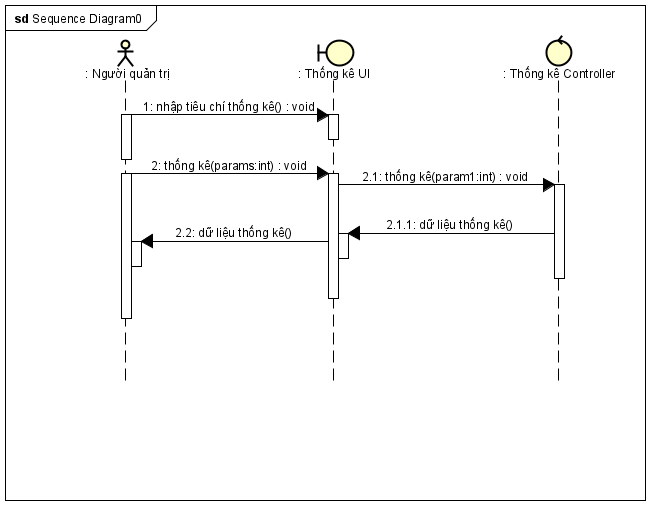 sd Sequence Diagram0
: Người quản trị
: Thống kê UI
: Thống kê Controller
1: nhập tiêu chí thống kê() : void
2: thống kê(params:int) : void
2.1: thống kê(param1:int) : void
2.1.1: dữ liệu thống kê()
2.2: dữ liệu thống kê()